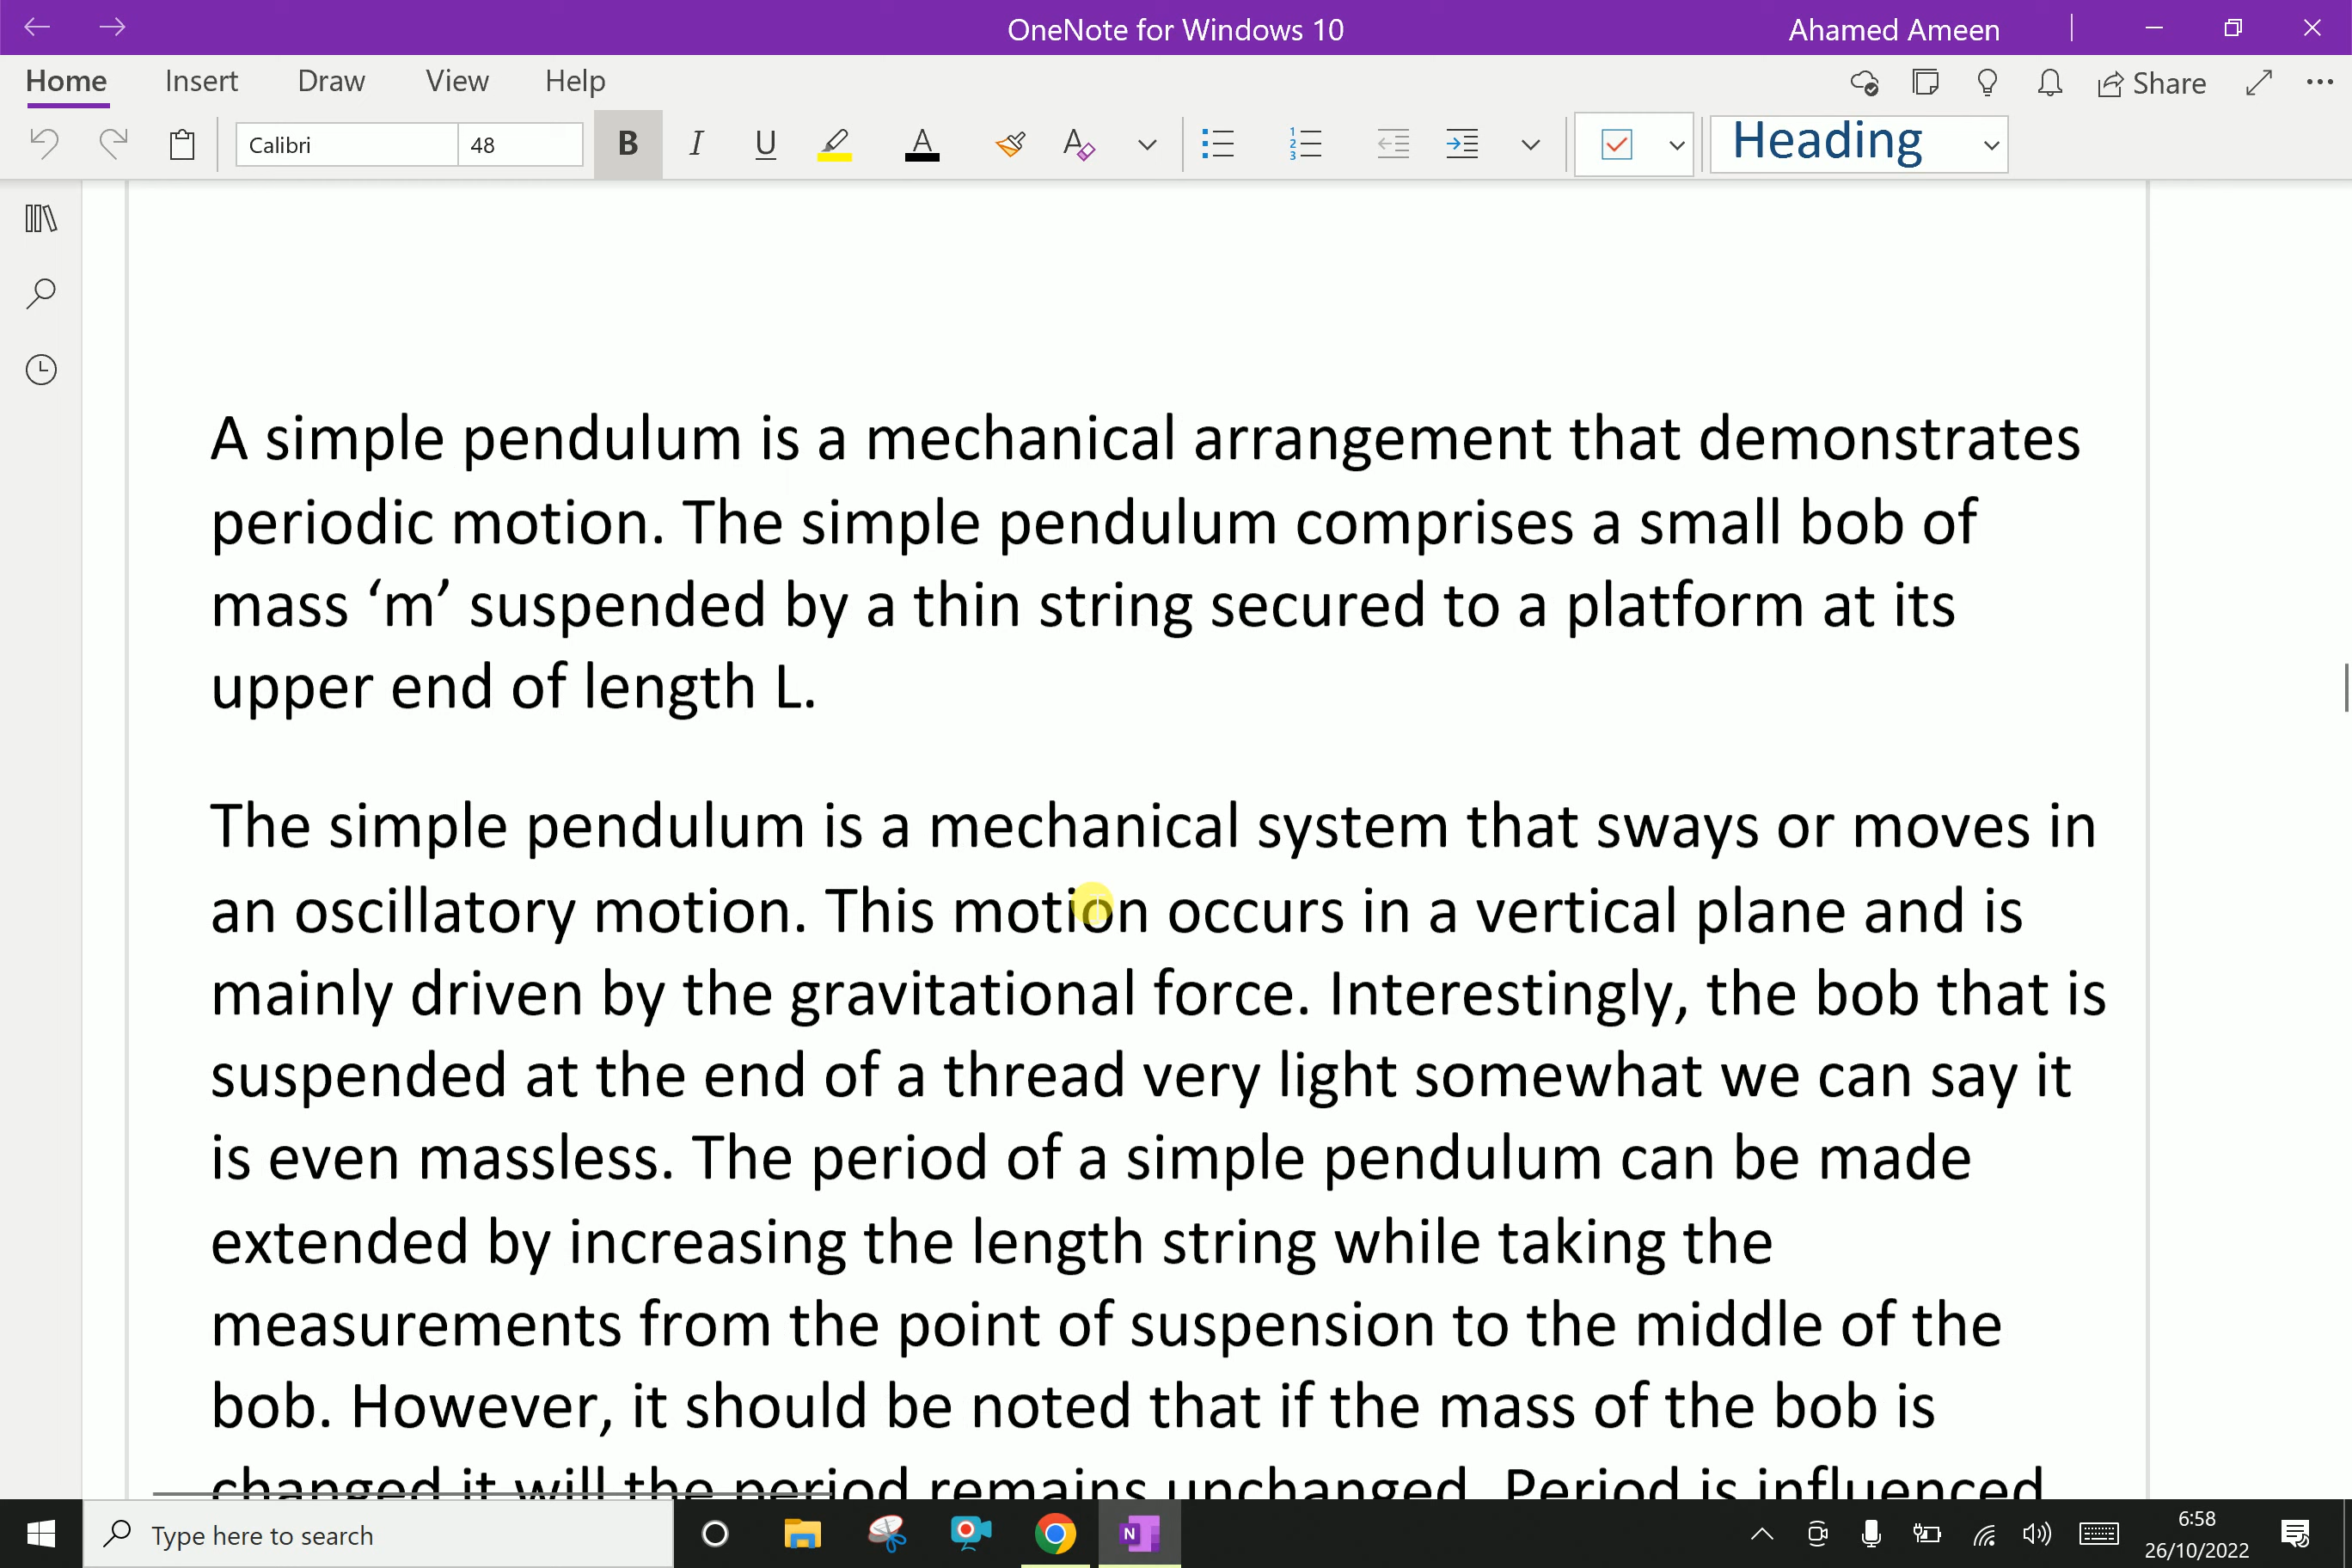 OneNote for Windows 10
Ahamed Ameen
Home Insert Draw View Help
Share
Calibri 48 B I U A A
Heading
A simple pendulum is a mechanical arrangement that demonstrates
periodic motion. The simple pendulum comprises a small bob of
mass ‘m’ suspended by a thin string secured to a platform at its
upper end of length L.
The simple pendulum is a mechanical system that sways or moves in
an oscillatory motion. This motion occurs in a vertical plane and is
mainly driven by the gravitational force. Interestingly, the bob that is
suspended at the end of a thread very light somewhat we can say it
is even massless. The period of a simple pendulum can be made
extended by increasing the length string while taking the
measurements from the point of suspension to the middle of the
bob. However, it should be noted that if the mass of the bob is
changed it will the period remains unchanged. Period is influenced
Type here to search
N
6:58
26/10/2022